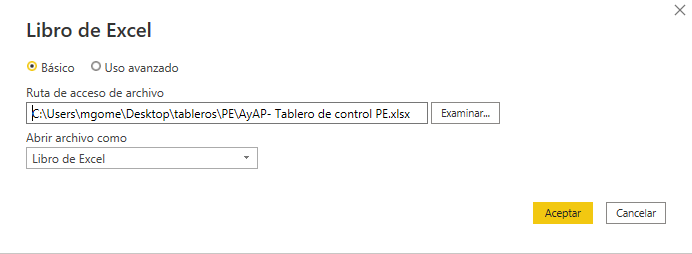 Libro de Excel
Básico Uso avanzado
Ruta de acceso de archivo
C:\Users\mgome\Desktop\tableros\PE\AyAP- Tablero de control PE.xlsx Examinar...
Abrir archivo como
Libro de Excel
Aceptar Cancelar